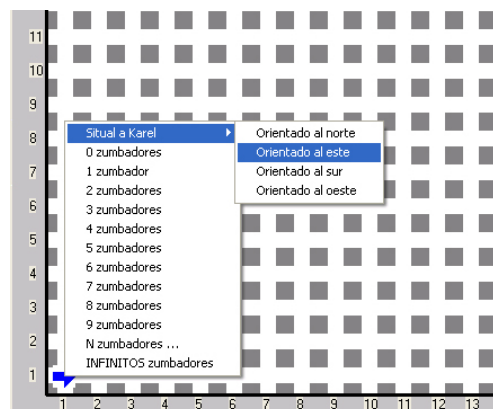 11
10
9
8
7
6
5
4
3
2
1
Situal a Karel
0 zumbadores
1 zumbador
2 zumbadores
3 zumbadores
4 zumbadores
5 zumbadores
6 zumbadores
7 zumbadores
8 zumbadores
9 zumbadores
N zumbadores ...
INFINITOS zumbadores
Orientado al norte
Orientado al este
Orientado al sur
Orientado al oeste
1 2 3 4 5 6 7 8 9 10 11 12 13